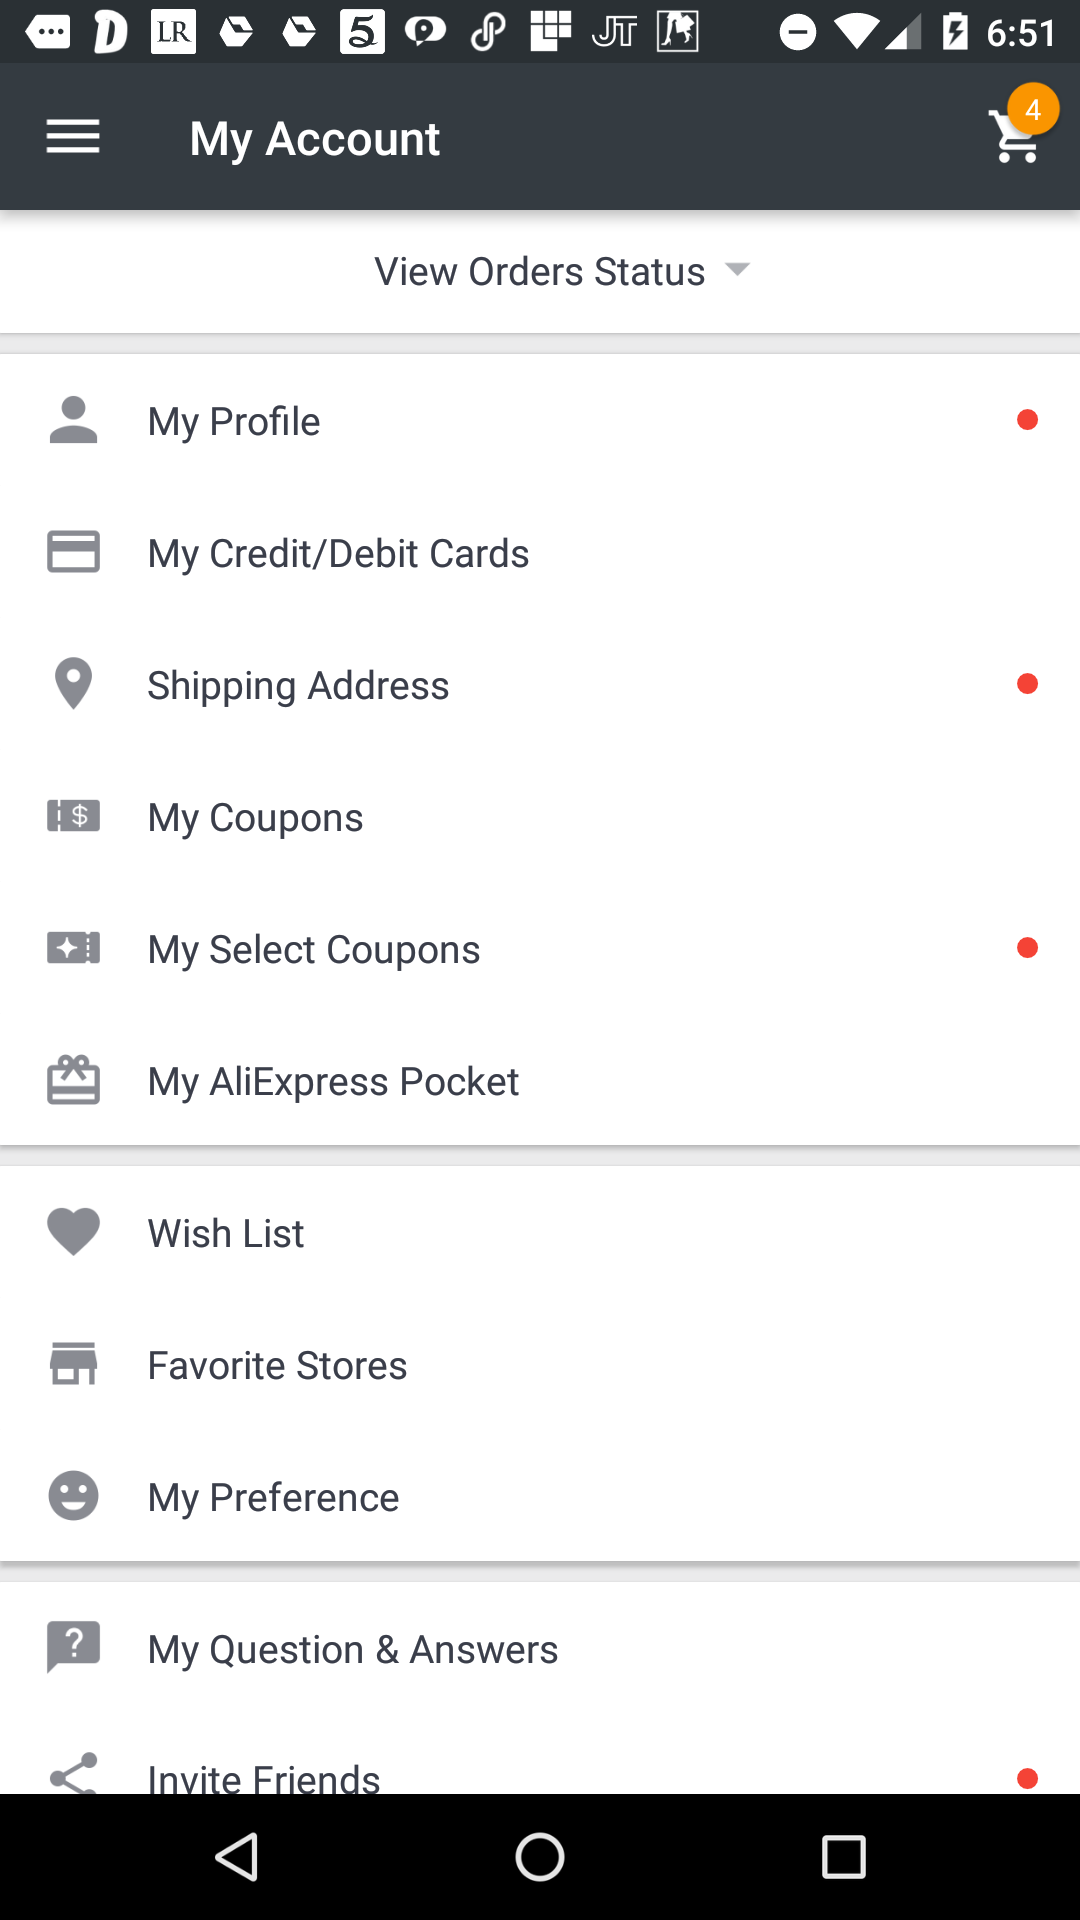 LR 5 JT 6:51
My Account 4
View Orders Status
My Profile
My Credit/Debit Cards
Shipping Address
$ My Coupons
My Select Coupons
My AliExpress Pocket
Wish List
Favorite Stores
My Preference
? My Question & Answers
Invite Friends